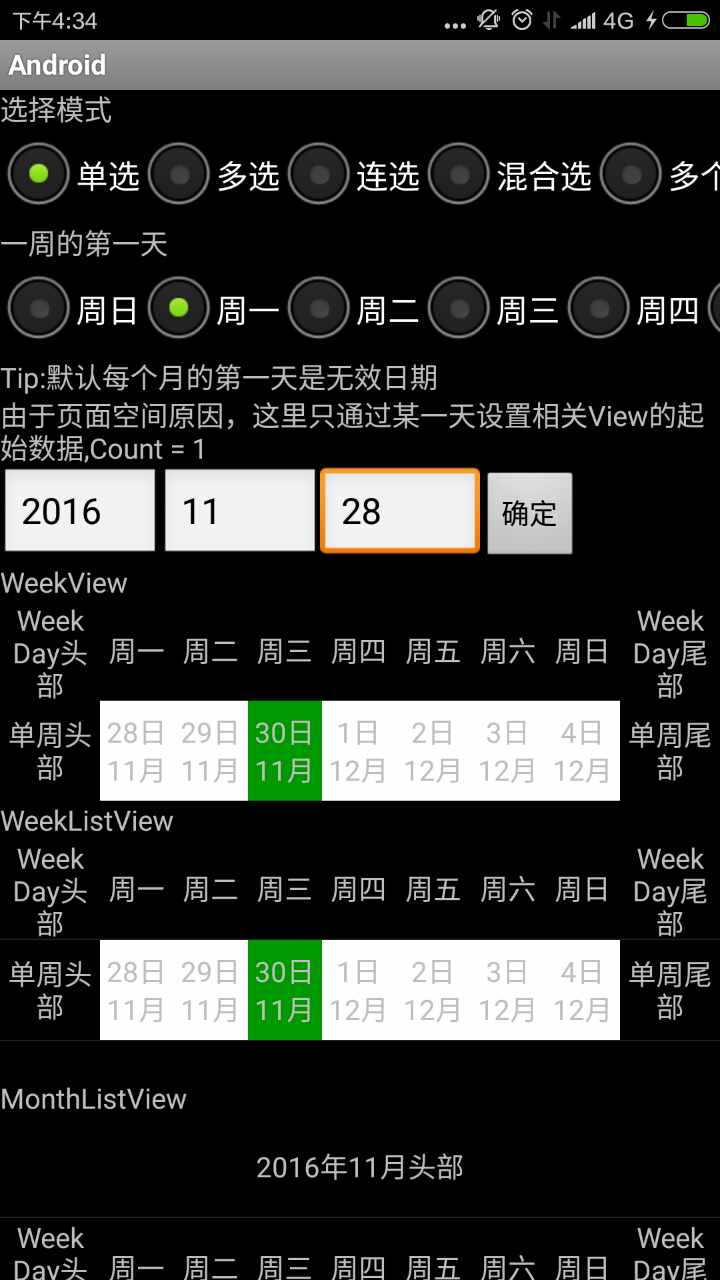 下午4:34 ... 4G
Android
选择模式
单选 多选 连选 混合选 多个
一周的第一天
周日 周一 周二 周三 周四
Tip:默认每个月的第一天是无效日期
由于页面空间原因，这里只通过某一天设置相关View的起
始数据,Count = 1
2016 11 28 确定
WeekView
Week Week
Day头 周一 周二 周三 周四 周五 周六 周日 Day尾
部 部
单周头 28日 29日 30日 1日 2日 3日 4日 单周尾
部 11月 11月 11月 12月 12月 12月 12月 部
WeekListView
Week Week
Day头 周一 周二 周三 周四 周五 周六 周日 Day尾
部 部
单周头 28日 29日 30日 1日 2日 3日 4日 单周尾
部 11月 11月 11月 12月 12月 12月 12月 部
MonthListView
2016年11月头部
Week Week
Day头 周一 周二 周三 周四 周五 周六 周日 Day尾